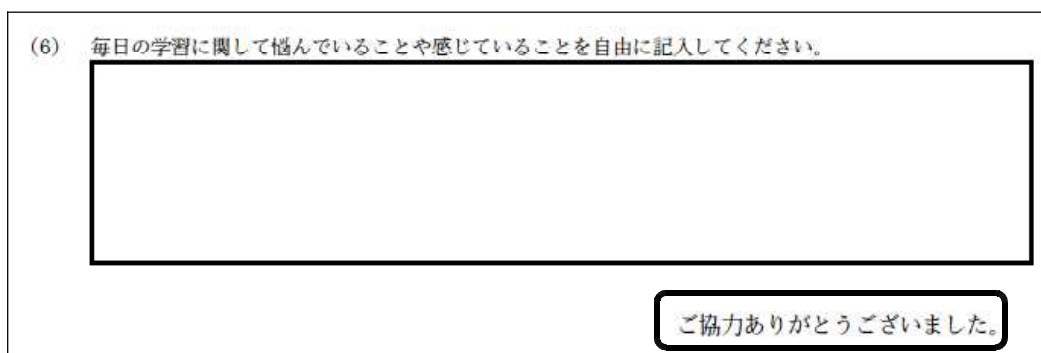 (6) 毎日の学習に関して悩んでいることや感じていることを自由に記入してください。
ご協力ありがとうございました。